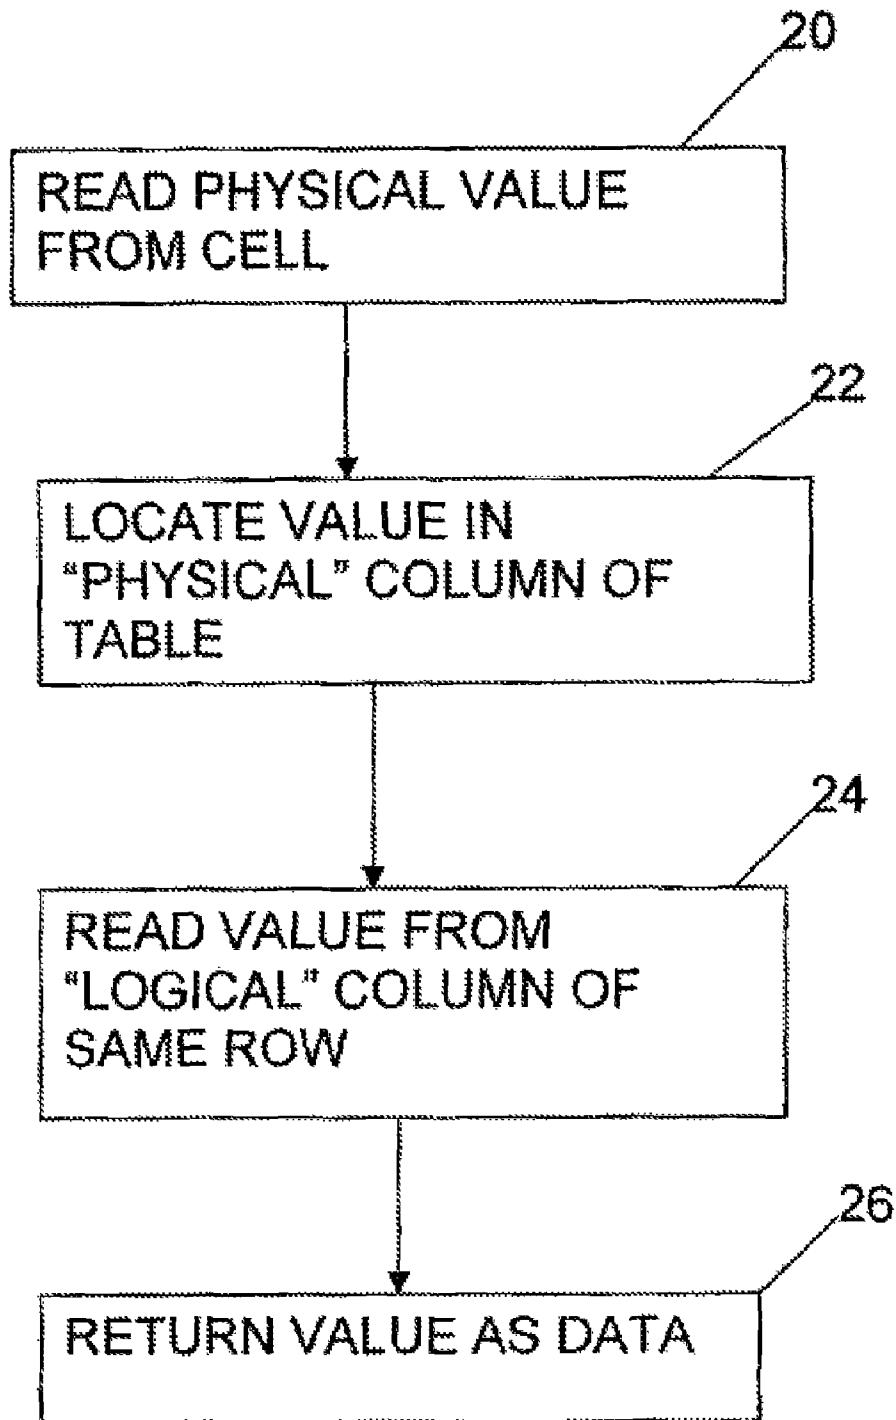 20
READ PHYSICAL VALUE
FROM CELL
22
LOCATE VALUE IN
“PHYSICAL” COLUMN OF
TABLE
24
READ VALUE FROM
“LOGICAL” COLUMN OF
SAME ROW
26
RETURN VALUE AS DATA